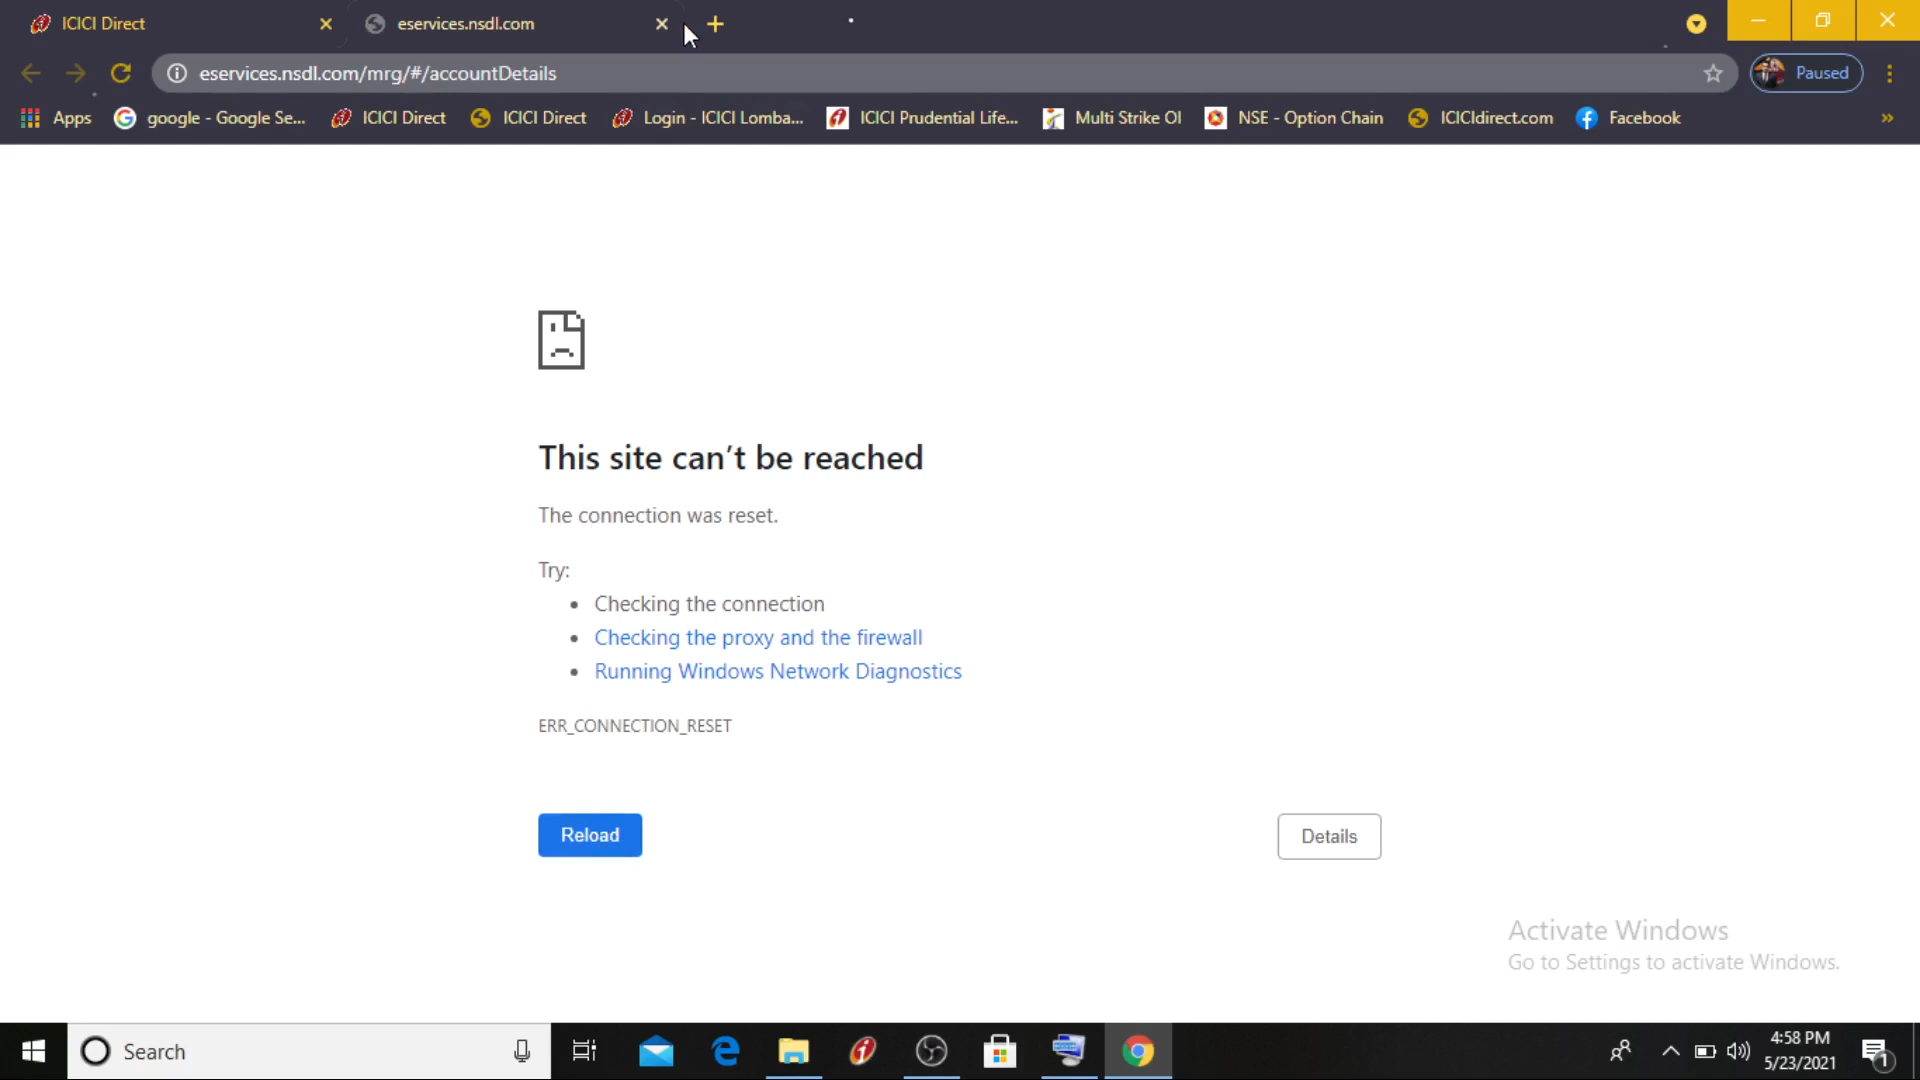 ICICI Direct
eservices.nsdl.com
eservices.nsdl.com/mrg/#/accountDetails
Paused
Apps
google - Google Se...
ICICI Direct
ICICI Direct
Login - ICICI Lomba...
ICICI Prudential Life...
Multi Strike OI
NSE - Option Chain
ICICIdirect.com
Facebook
This site can't be reached
The connection was reset.
Try:
Checking the connection
Checking the proxy and the firewall
Running Windows Network Diagnostics
ERR_CONNECTION_RESET
Reload
Details
Activate Windows
Go to Settings to activate Windows.
Search
4:58 PM
5/23/2021
1